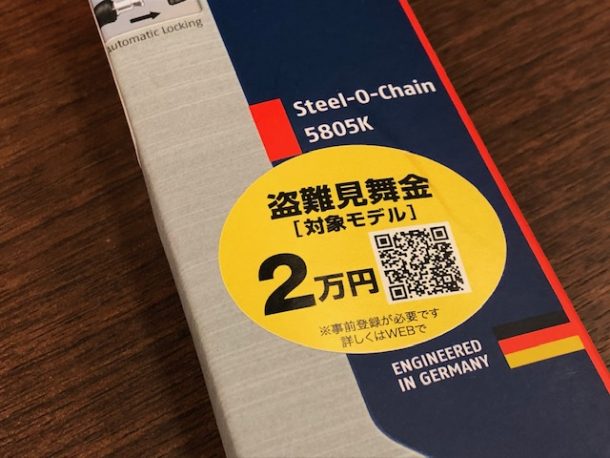 Automatic Locking
Steel-O-Chain
5805K
盗難見舞金
[対象モデル]
2万円
※事前登録が必要です
詳しくはWEBで
ENGINEERED
IN GERMANY